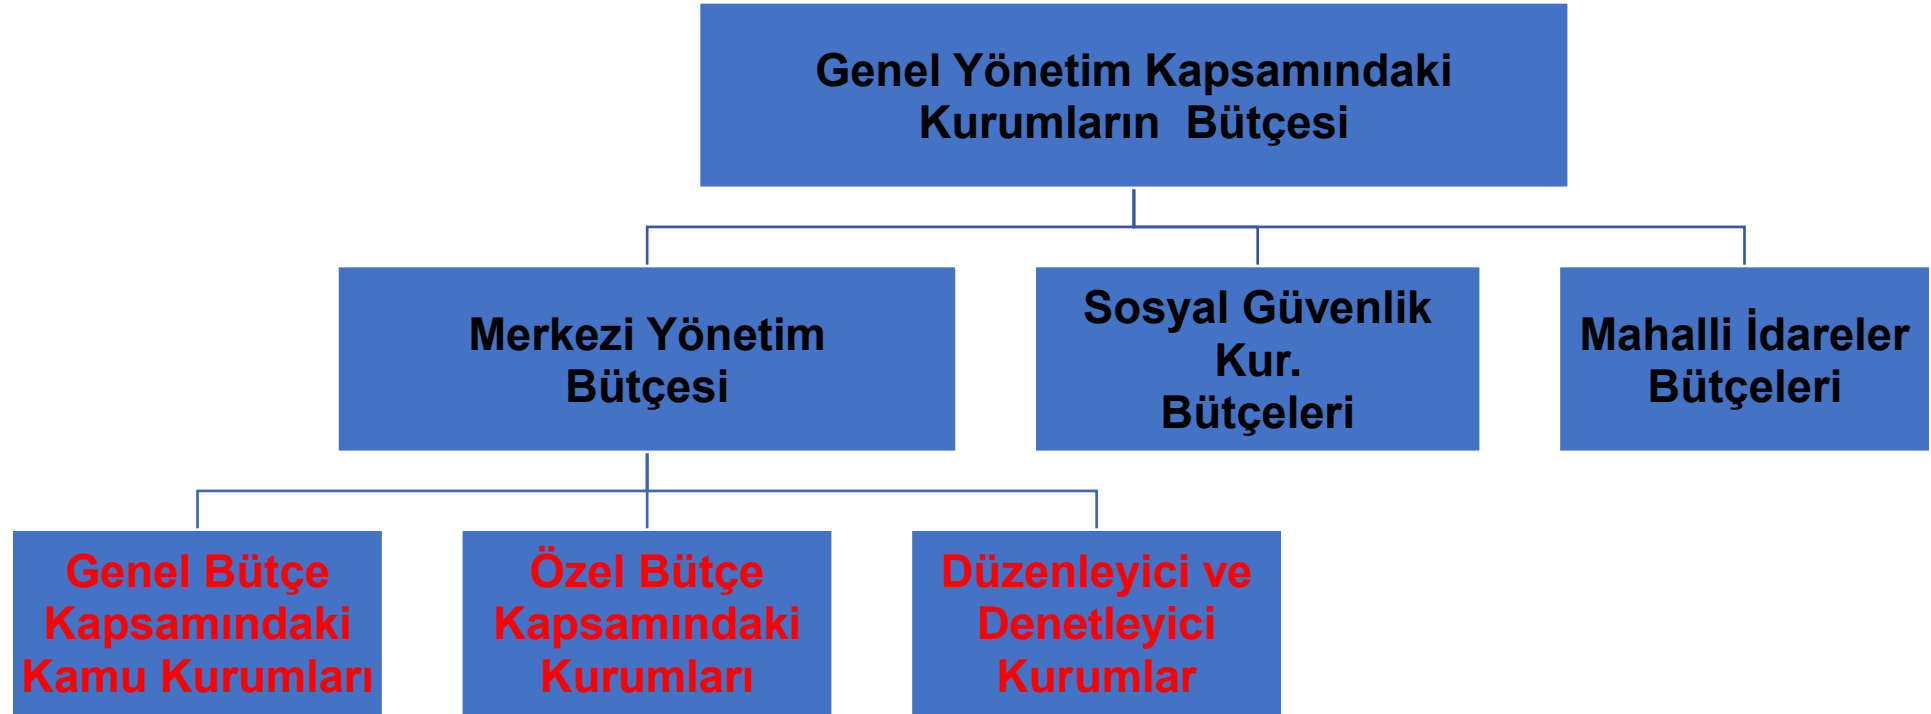 Genel Yönetim Kapsamındaki
Kurumların  Bütçesi
Merkezi Yönetim
Bütçesi
Sosyal Güvenlik
Kur.
Bütçeleri
Mahalli İdareler
Bütçeleri
Genel Bütçe
Kapsamındaki
Kamu Kurumları
Özel Bütçe
Kapsamındaki
Kurumları
Düzenleyici ve
Denetleyici
Kurumlar